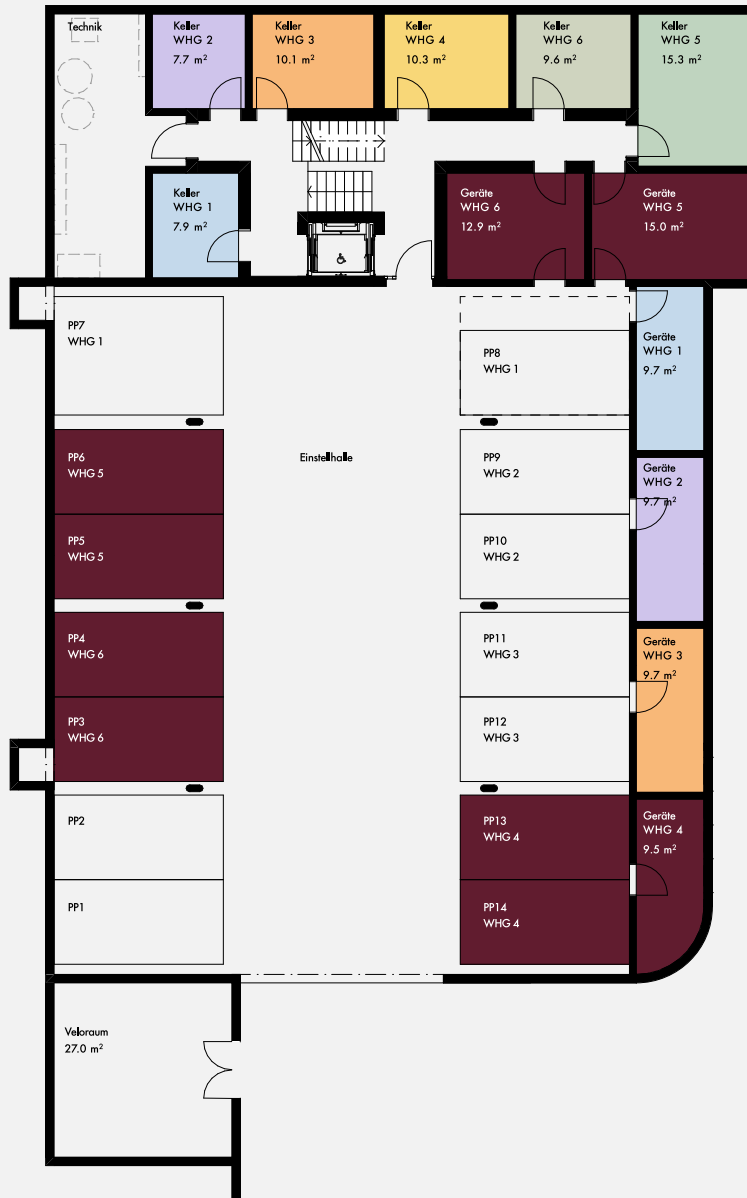 Technik
Keller
WHG 2
7.7 m²
Keller
WHG 3
10.1 m²
Keller
WHG 4
10.3 m²
Keller
WHG 6
9.6 m²
Keller
WHG 5
15.3 m²
Keller
WHG 1
7.9 m²
Geräte
WHG 6
12.9 m²
Geräte
WHG 5
15.0 m²
PP7
WHG 1
PP8
WHG 1
Geräte
WHG 1
9.7 m²
PP6
WHG 5
Einstellhalle
PP9
WHG 2
Geräte
WHG 2
9.7 m²
PP5
WHG 5
PP10
WHG 2
PP4
WHG 6
PP11
WHG 3
Geräte
WHG 3
9.7 m²
PP3
WHG 6
PP12
WHG 3
PP2
PP13
WHG 4
Geräte
WHG 4
9.5 m²
PP1
PP14
WHG 4
Veloraum
27.0 m²